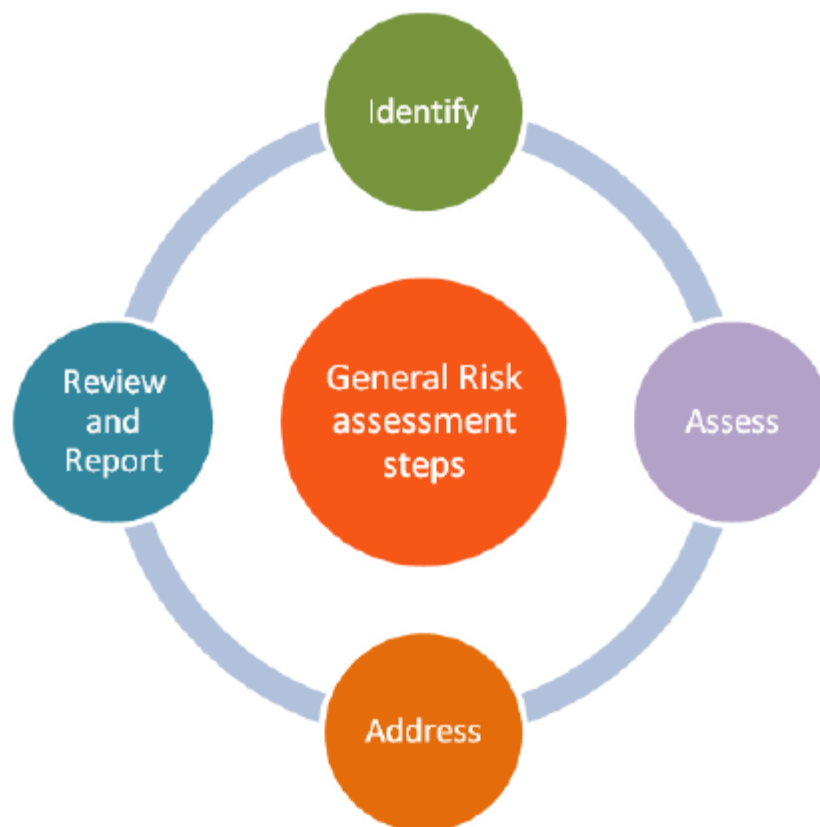 Identify
Review
and
Report
General Risk
assessment
steps
Assess
Address